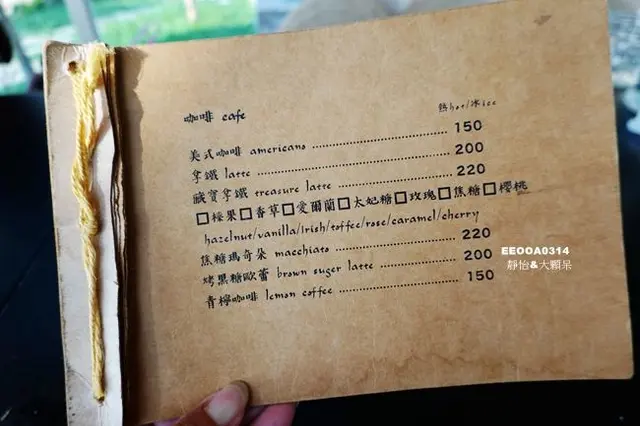 咖啡 cafe
熱hot/冰ice
美式咖啡 americano 150
拿鐵 latte 200
藏寶拿鐵 treasure latte 220
□榛果□香草□愛爾蘭□太妃糖□玫瑰□焦糖□櫻桃
hazelnut/vanilla/irish/toffee/rose/caramel/cherry
焦糖瑪奇朵 macchiato 220
烤黑糖歐蕾 brown suger latte 200
青檸咖啡 lemon coffee 150
EEOOA0314
靜怡&大顆呆